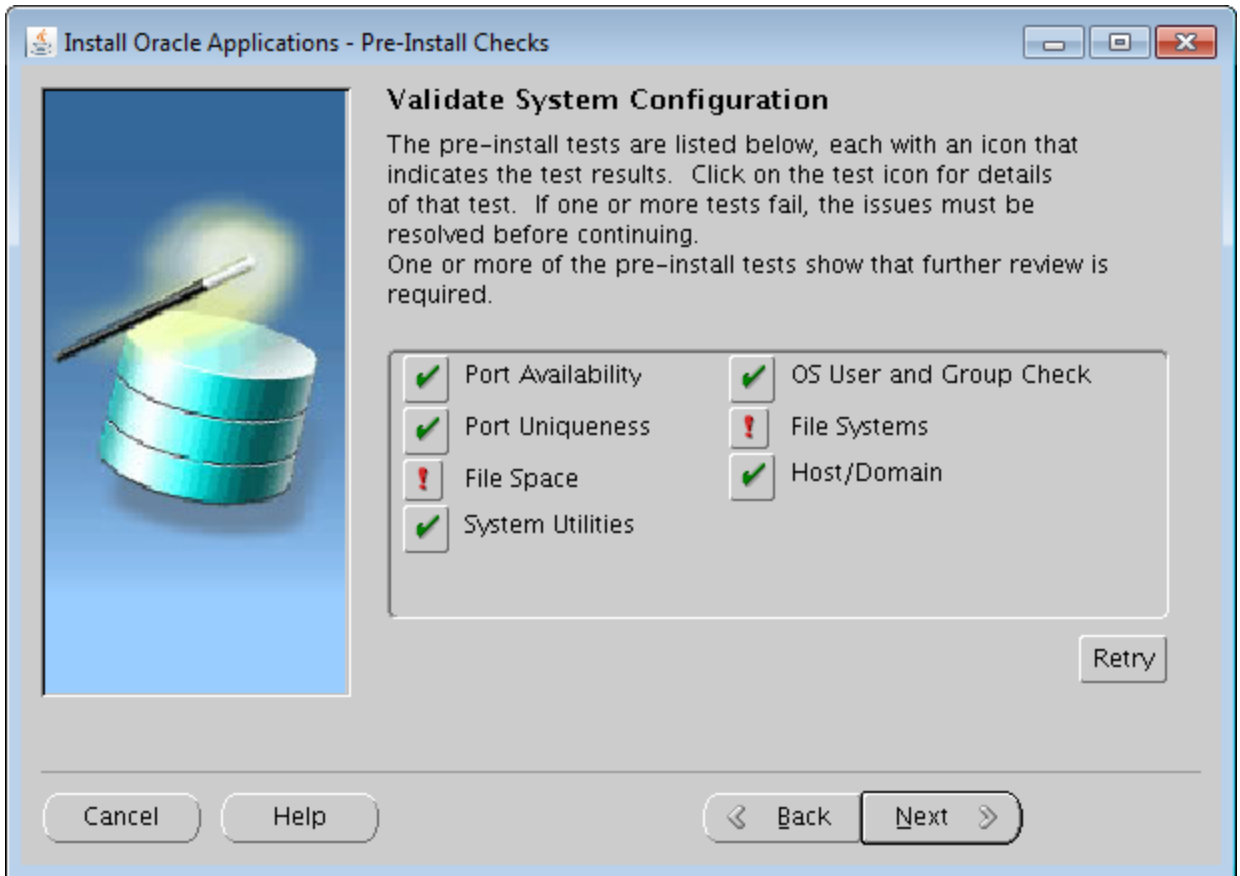 Install Oracle Applications - Pre-Install Checks
Validate System Configuration
The pre-install tests are listed below, each with an icon that
indicates the test results.  Click on the test icon for details
of that test.  If one or more tests fail, the issues must be
resolved before continuing.
One or more of the pre-install tests show that further review is
required.
Port Availability
Port Uniqueness
File Space
System Utilities
OS User and Group Check
File Systems
Host/Domain
Retry
Cancel
Help
Back
Next